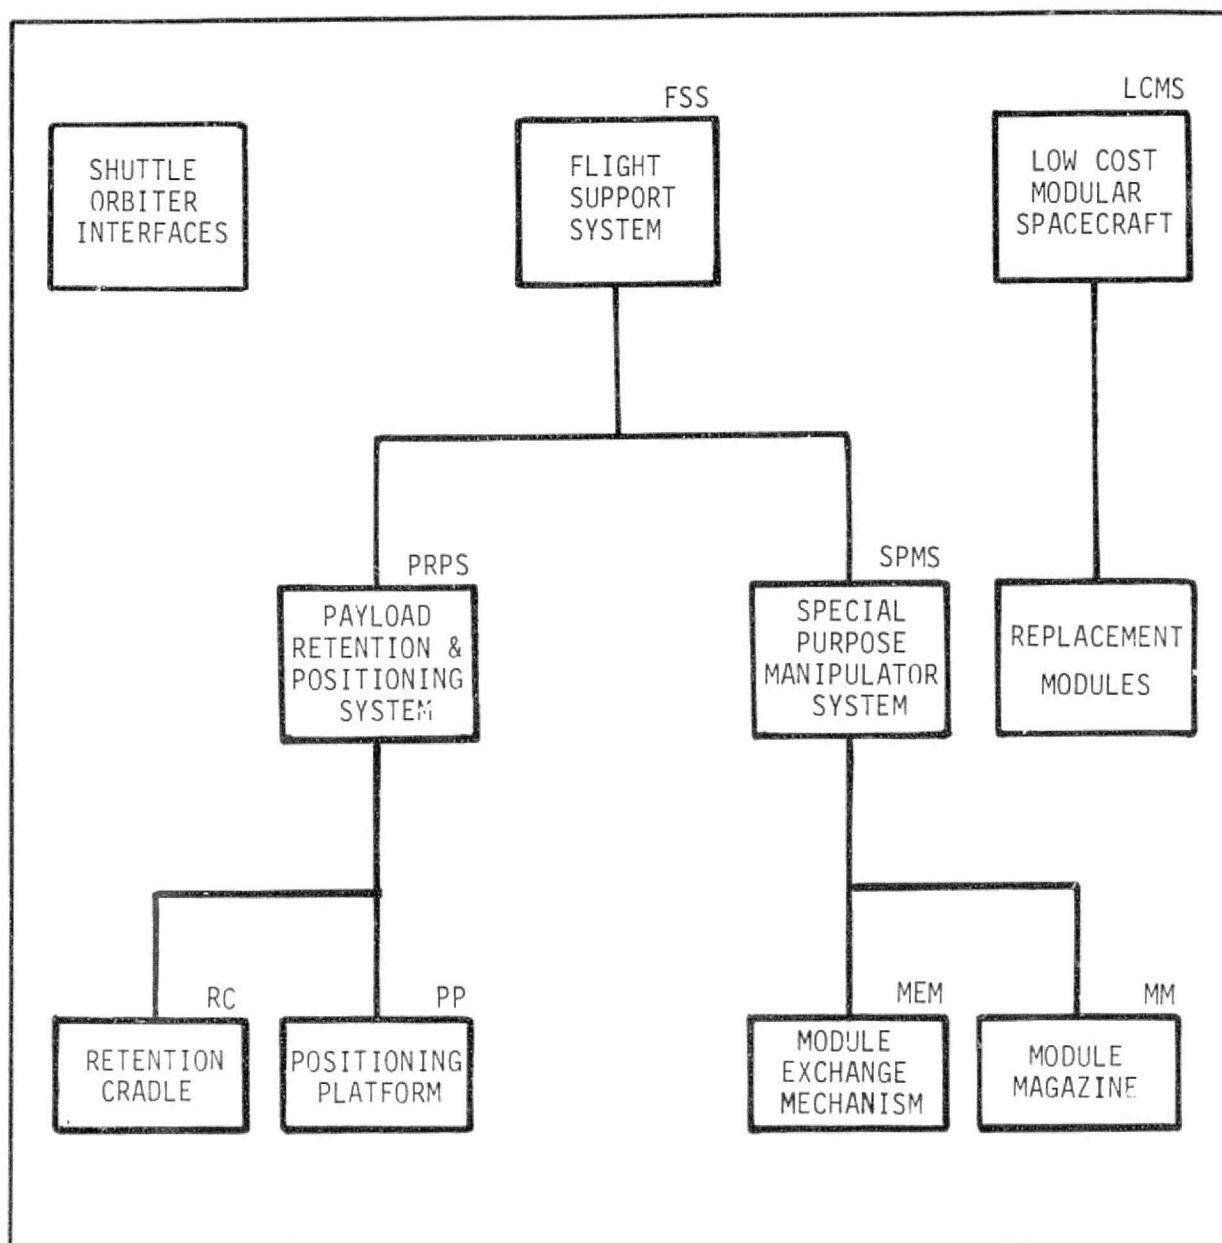 FSS
LCMS
SHUTTLE
ORBITER
INTERFACES
FLIGHT
SUPPORT
SYSTEM
LOW COST
MODULAR
SPACECRAFT
PRPS
SPMS
PAYLOAD
RETENTION &
POSITIONING
SYSTEM
SPECIAL
PURPOSE
MANIPULATOR
SYSTEM
REPLACEMENT
MODULES
RC
PP
MEM
MM
RETENTION
CRADLE
POSITIONING
PLATFORM
MODULE
EXCHANGE
MECHANISM
MODULE
MAGAZINE